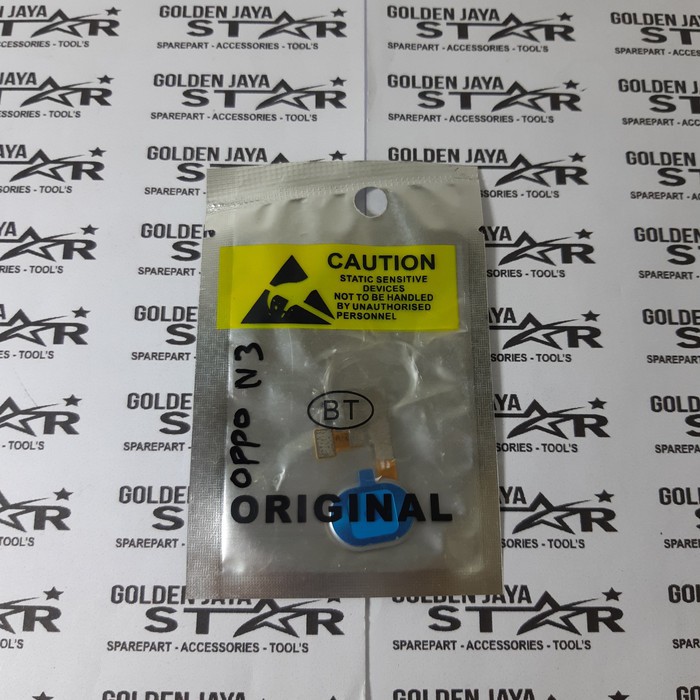 GOLDEN JAYA
STAR
SPAREPART - ACCESSORIES - TOOL'S
CAUTION
STATIC SENSITIVE
DEVICES
NOT TO BE HANDLED
BY UNAUTHORISED
PERSONNEL
OPPO N3
BT
ORIGINAL